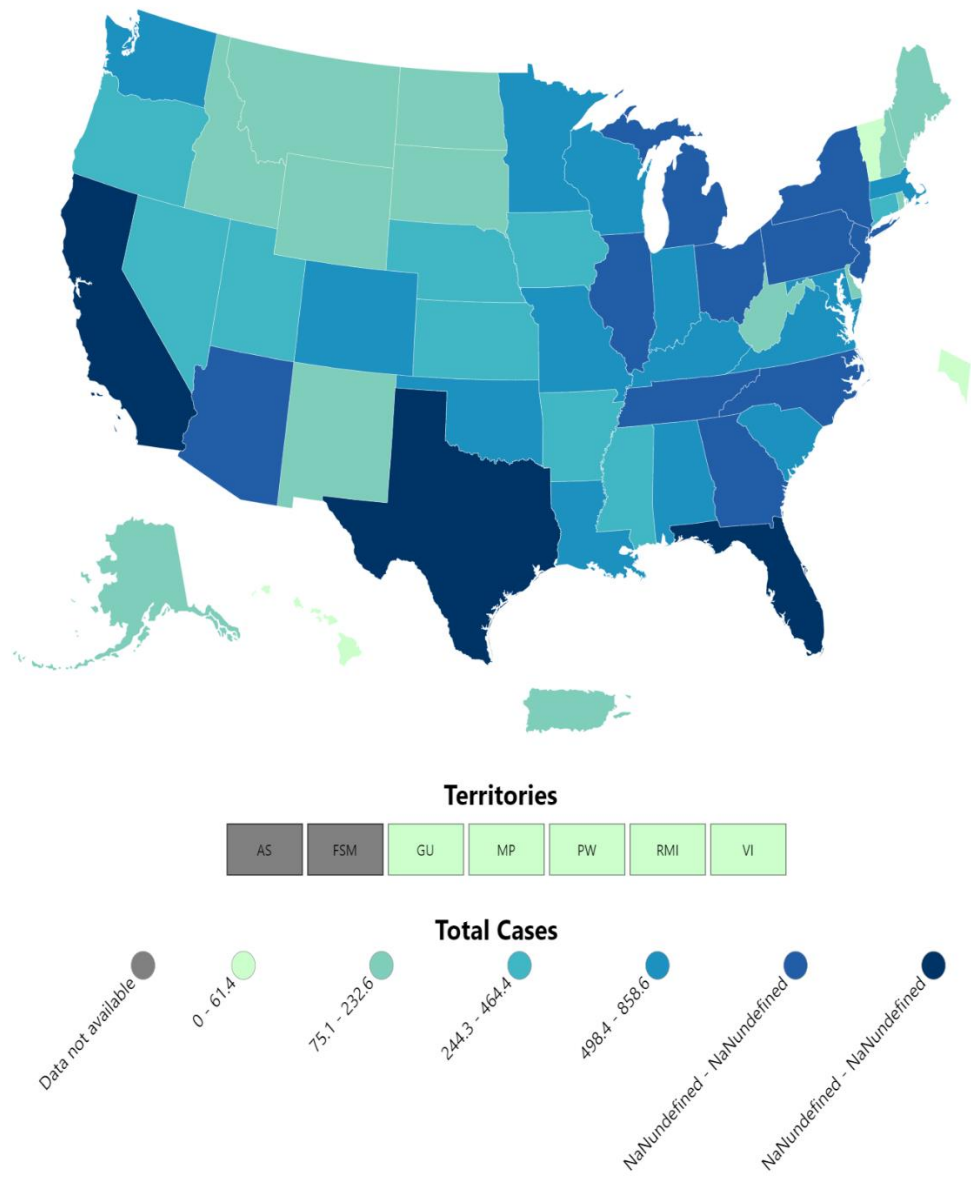 Territories
AS FSM GU MP PW RMI VI
Total Cases
Data not available
0 - 61.4
75.1 - 232.6
244.3 - 464.4
498.4 - 858.6
NaNundefined - NaNundefined
NaNundefined - NaNundefined